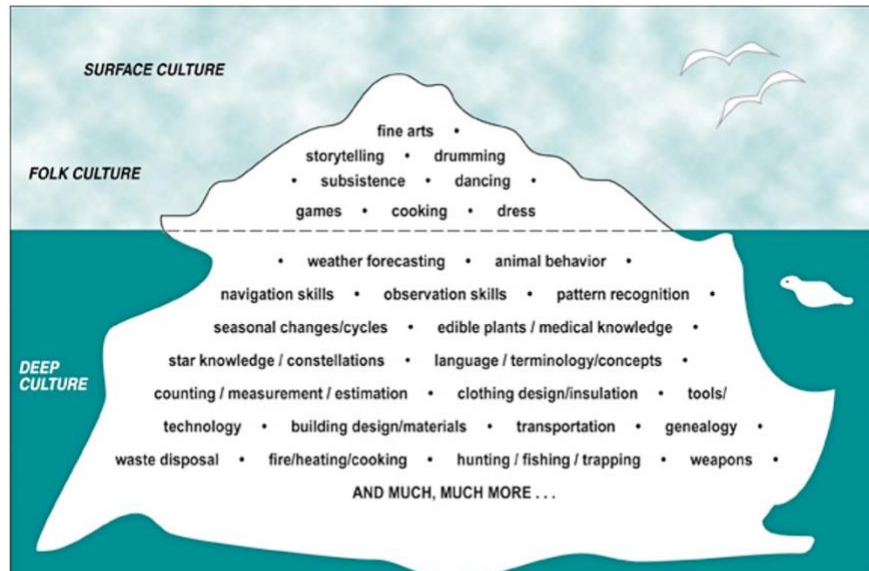 SURFACE CULTURE
fine arts •
storytelling • drumming
FOLK CULTURE
• subsistence • dancing •
games • cooking • dress
• weather forecasting • animal behavior •
navigation skills • observation skills • pattern recognition •
seasonal changes/cycles • edible plants / medical knowledge •
DEEP
CULTURE
star knowledge / constellations • language / terminology/concepts •
counting / measurement / estimation • clothing design/insulation • tools/
technology • building design/materials • transportation • genealogy •
waste disposal • fire/heating/cooking • hunting / fishing / trapping • weapons •
AND MUCH, MUCH MORE . . .